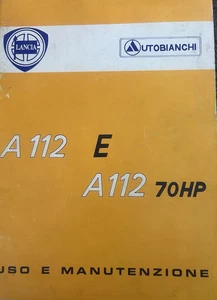 LANCIA
AUTOBIANCHI
A 112 E
A 112 70HP
USO E MANUTENZIONE